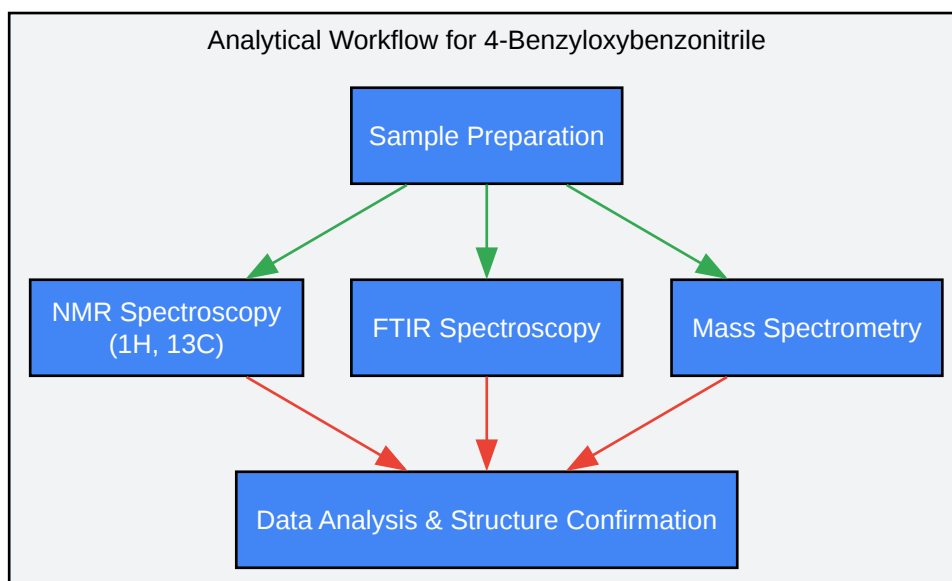 Analytical Workflow for 4-Benzyloxybenzonitrile
Sample Preparation
NMR Spectroscopy
(1H, 13C)
FTIR Spectroscopy
Mass Spectrometry
Data Analysis & Structure Confirmation